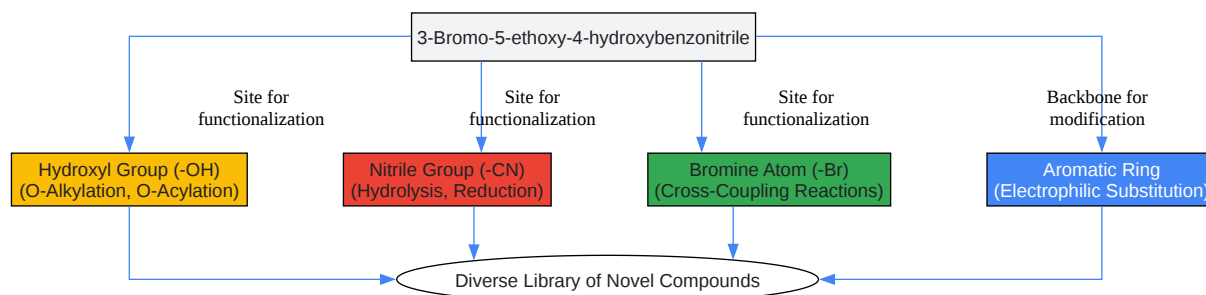 3-Bromo-5-ethoxy-4-hydroxybenzonitrile
Site for
functionalization
Site for
functionalization
Site for
functionalization
Backbone for
modification
Hydroxyl Group (-OH)
(O-Alkylation, O-Acylation)
Nitrile Group (-CN)
(Hydrolysis, Reduction)
Bromine Atom (-Br)
(Cross-Coupling Reactions)
Aromatic Ring
(Electrophilic Substitution)
Diverse Library of Novel Compounds